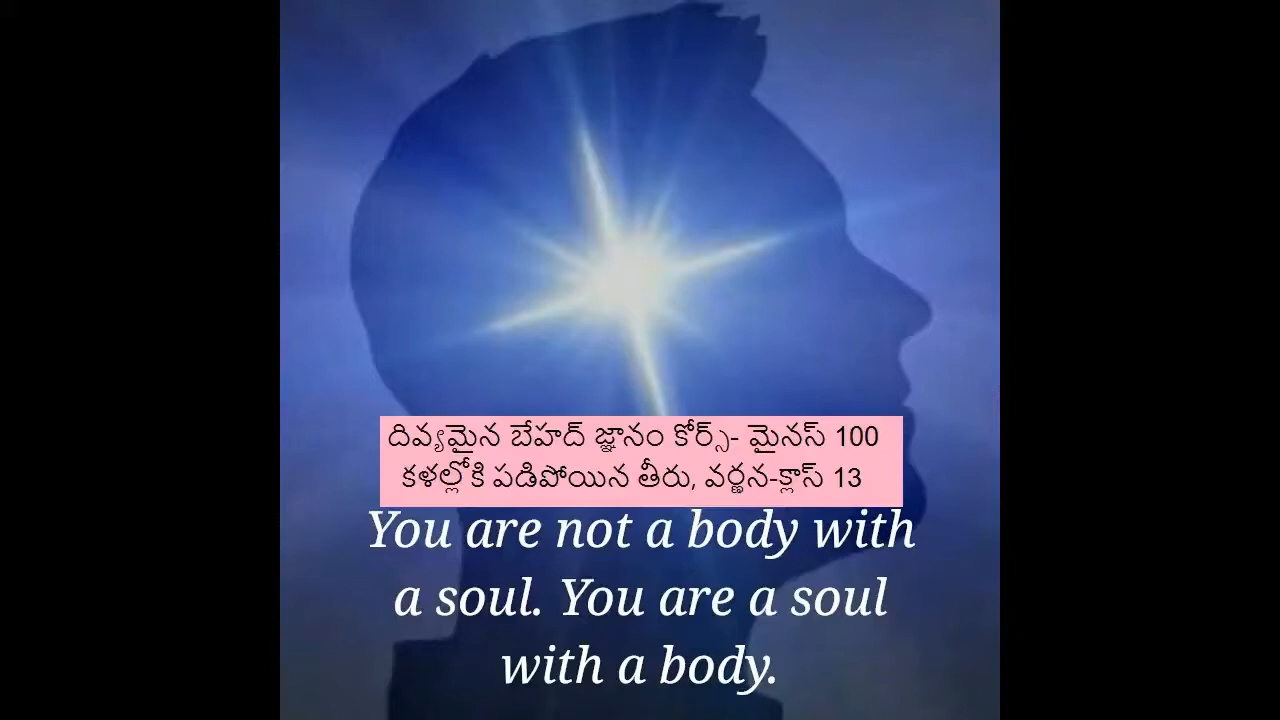 దివ్యమైన బేహద్ జ్ఞానం కోర్స్- మైనస్ 100
కళల్లోకి పడిపోయిన తీరు, వర్ణన-క్లాస్ 13
You are not a body with
a soul. You are a soul
with a body.